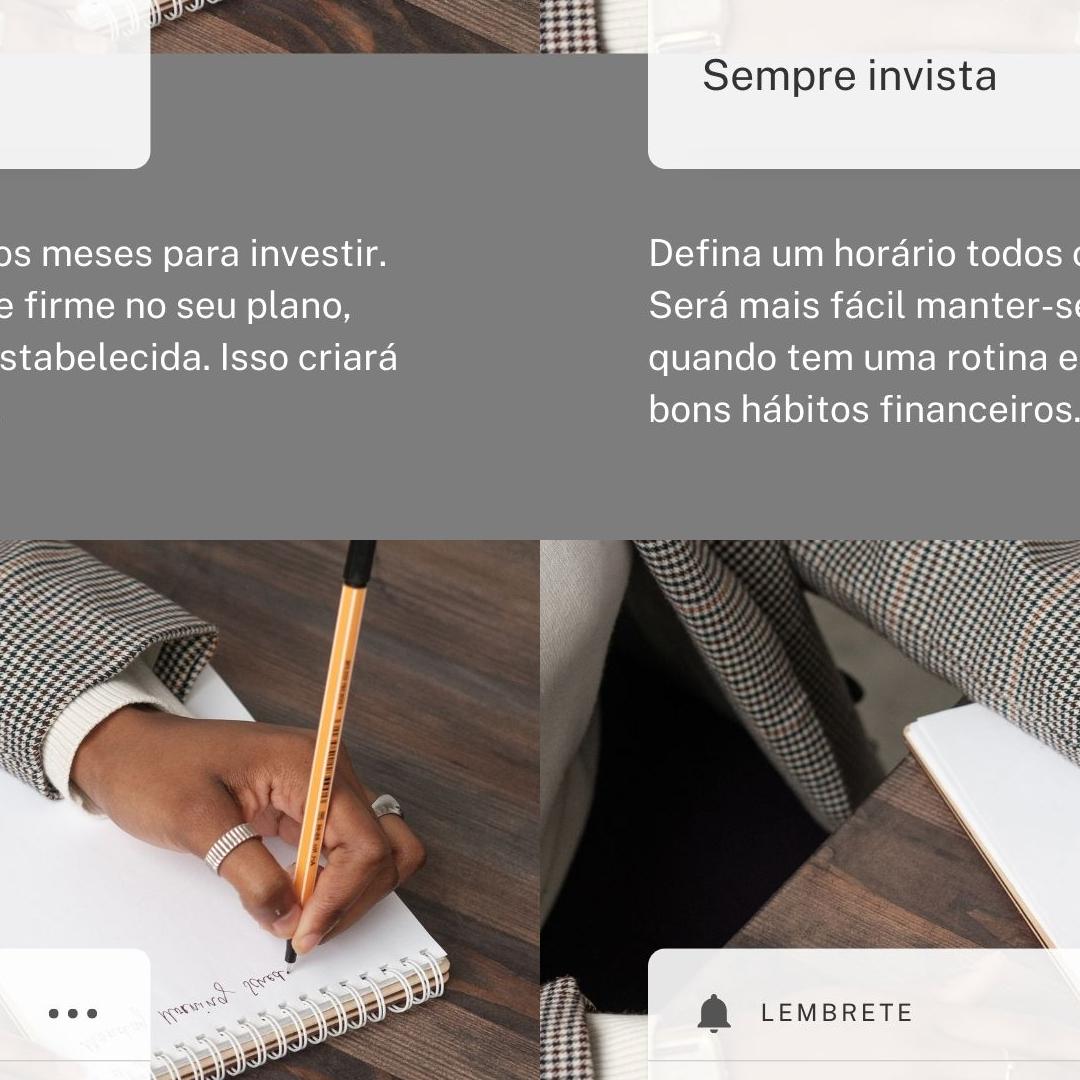 Sempre invista
os meses para investir.
e firme no seu plano,
stabelecida. Isso criará
Defina um horário todos
Será mais fácil manter-se
quando tem uma rotina e
bons hábitos financeiros.
LEMBRETE